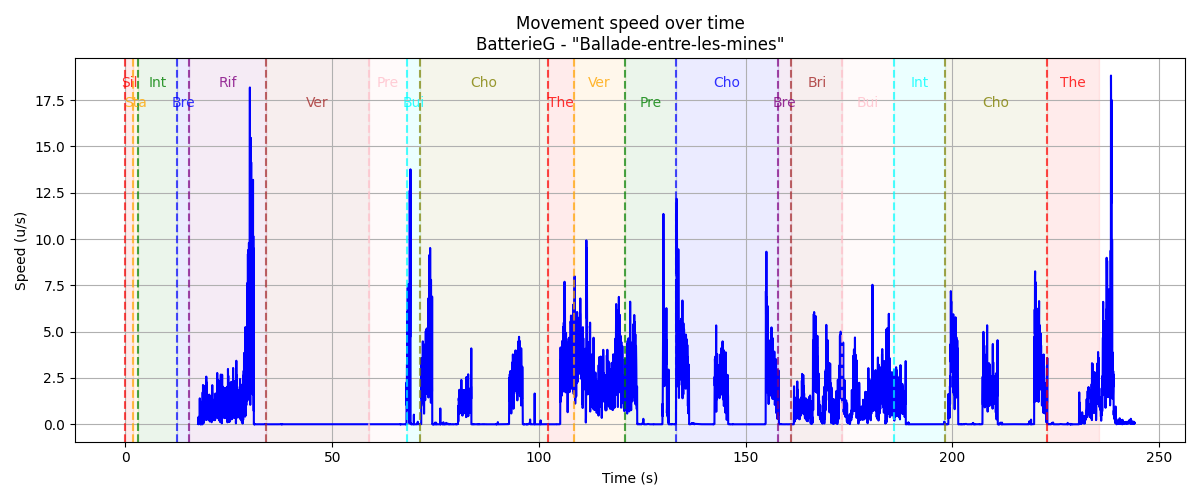 Movement speed over time
BatterieG - "Ballade-entre-les-mines"
Sil Int Rif Pre Cho Ver Cho Bri Int The
Sta Bre Ver Bui The Pre Bre Bui Cho
17.5
15.0
12.5
10.0
7.5
5.0
2.5
0.0
Speed (u/s)
0 50 100 150 200 250
Time (s)